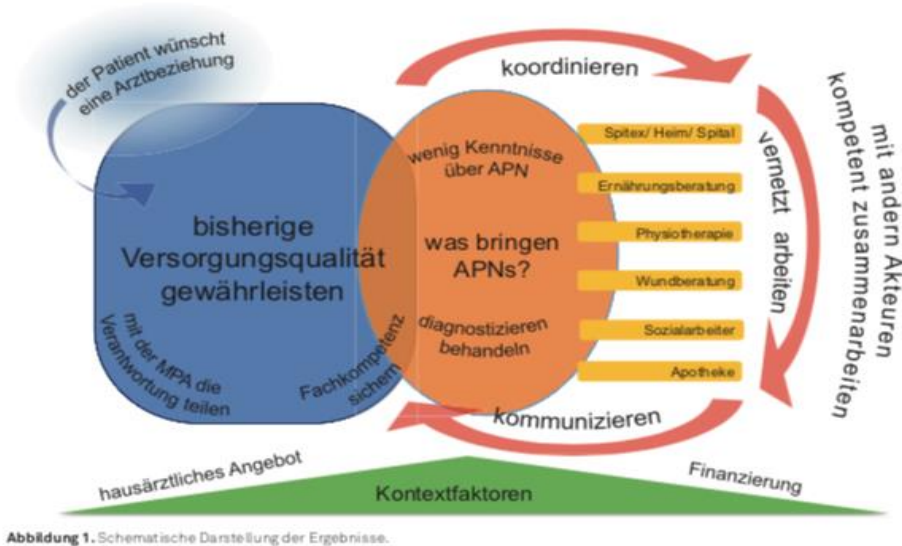 der Patient wünscht
eine Arztbeziehung
koordinieren
wenig Kenntnisse
über APN
bisherige
Versorgungsqualität
gewährleisten
was bringen
APNs?
diagnostizieren
behandeln
mit der MPA die
Verantwortung teilen
Fachkompetenz
sichern
Spitex/ Heim/ Spital
Ernährungsberatung
Physiotherapie
Wundberatung
Sozialarbeiter
Apotheke
vernetzt arbeiten
mit andern Akteuren
kompetent zusammenarbeiten
kommunizieren
hausärztliches Angebot
Kontextfaktoren
Finanzierung
Abbildung 1. Schematische Darstellung der Ergebnisse.